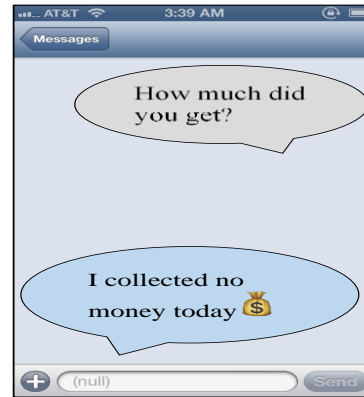 AT&T 3:39 AM
Messages
How much did
you get?
I collected no
money today 💰
(null)
Send